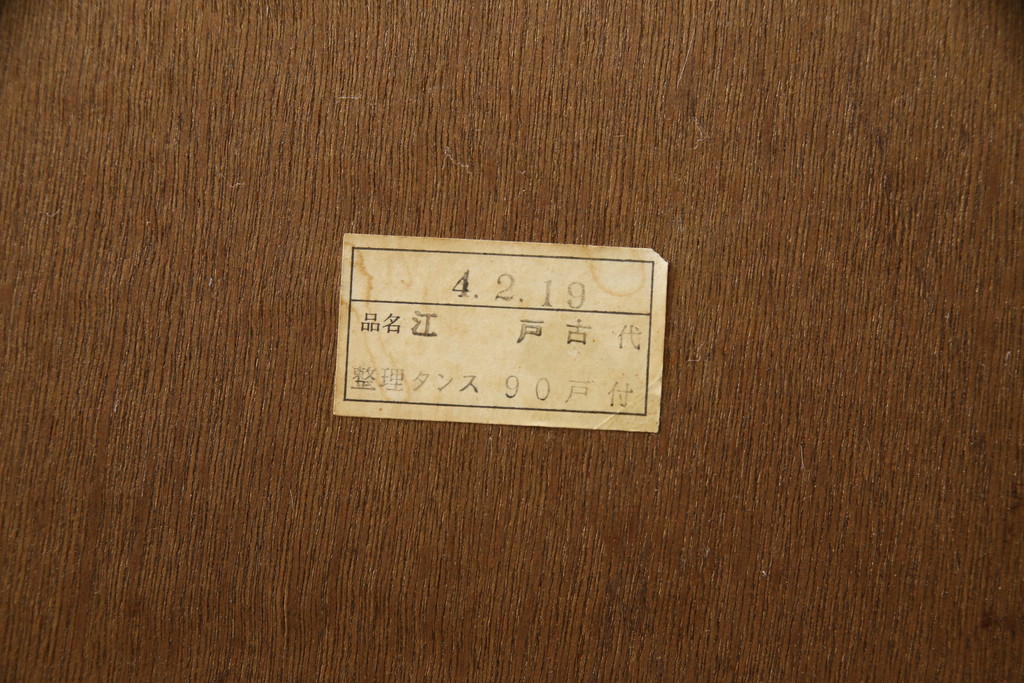 4. 2. 19
品名 江 戸 古 代
整理タンス 90戸 付